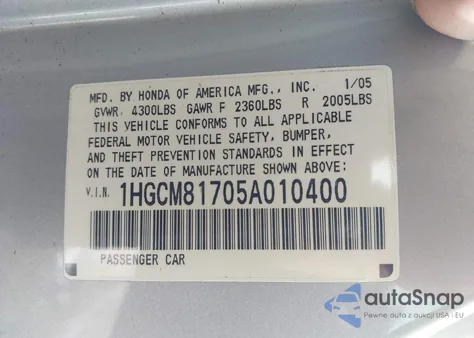 MFD. BY HONDA OF AMERICA MFG., INC. 1/05
GVWR. 4300LBS GAWR F 2360LBS R 2005LBS
THIS VEHICLE CONFORMS TO ALL APPLICABLE
FEDERAL MOTOR VEHICLE SAFETY, BUMPER,
AND THEFT PREVENTION STANDARDS IN EFFECT
ON THE DATE OF MANUFACTURE SHOWN ABOVE:
V.I.N. 1HGCM81705A010400
PASSENGER CAR
autoSnap
Pewne auta z aukcji USA i EU